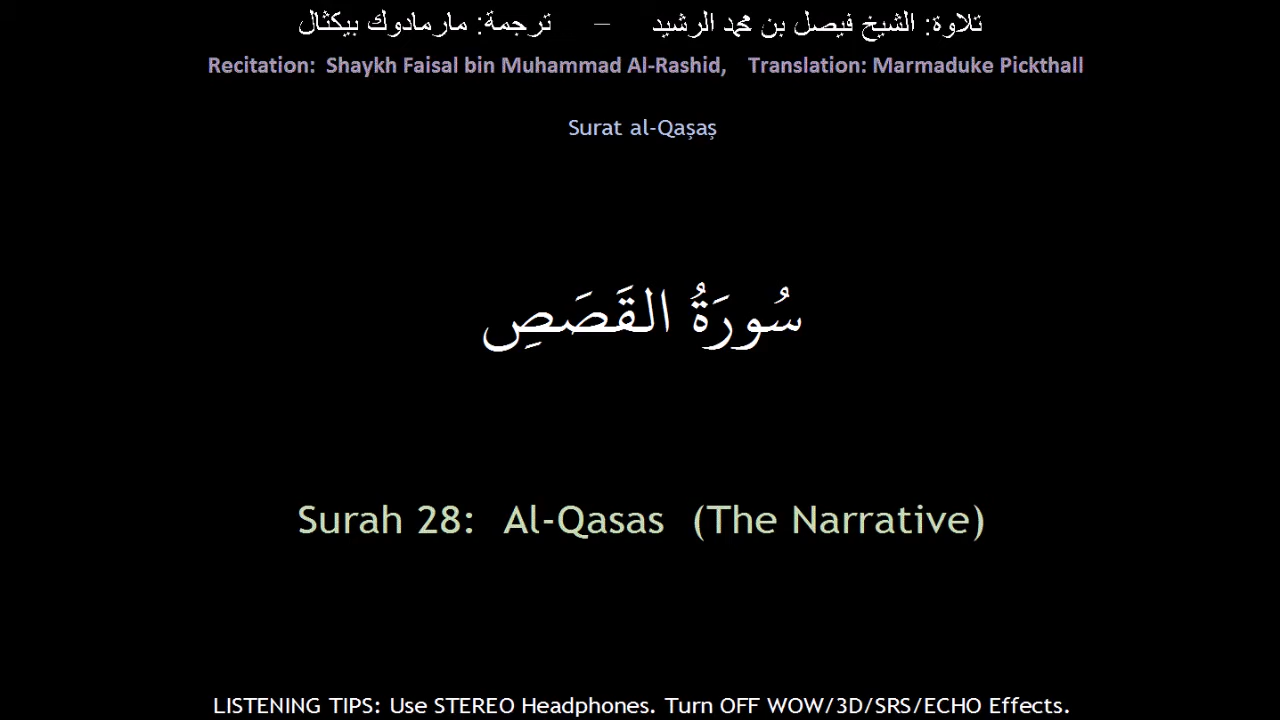 تلاوة: الشيخ فيصل بن محمد الرشيد – ترجمة: مارمادوك بيكثال
Recitation: Shaykh Faisal bin Muhammad Al-Rashid, Translation: Marmaduke Pickthall
Surat al-Qaṣaṣ
سُورَةُ القَصَصِ
Surah 28: Al-Qasas (The Narrative)
LISTENING TIPS: Use STEREO Headphones. Turn OFF WOW/3D/SRS/ECHO Effects.